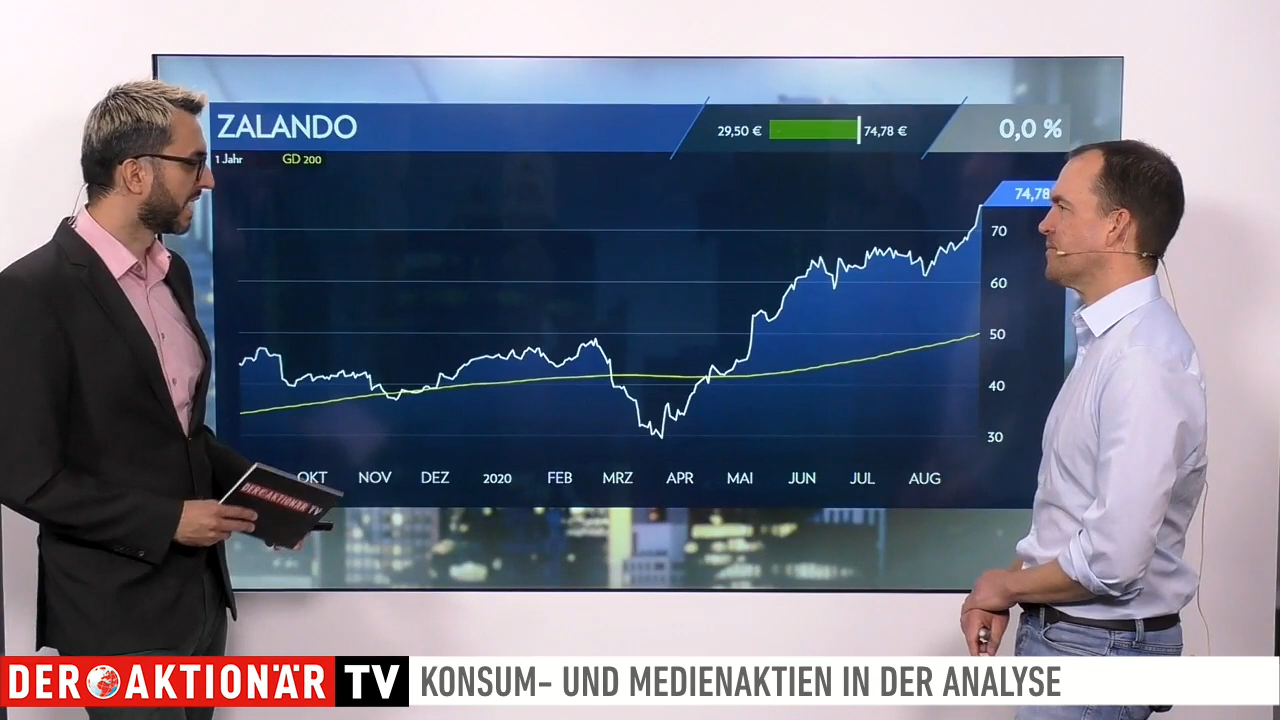 ZALANDO
29,50 €
74,78 €
0,0 %
1 Jahr
GD 200
74,78
70
60
50
40
30
OKT NOV DEZ 2020 FEB MRZ APR MAI JUN JUL AUG
DER AKTIONÄR TV
DER AKTIONÄR TV KONSUM- UND MEDIENAKTIEN IN DER ANALYSE